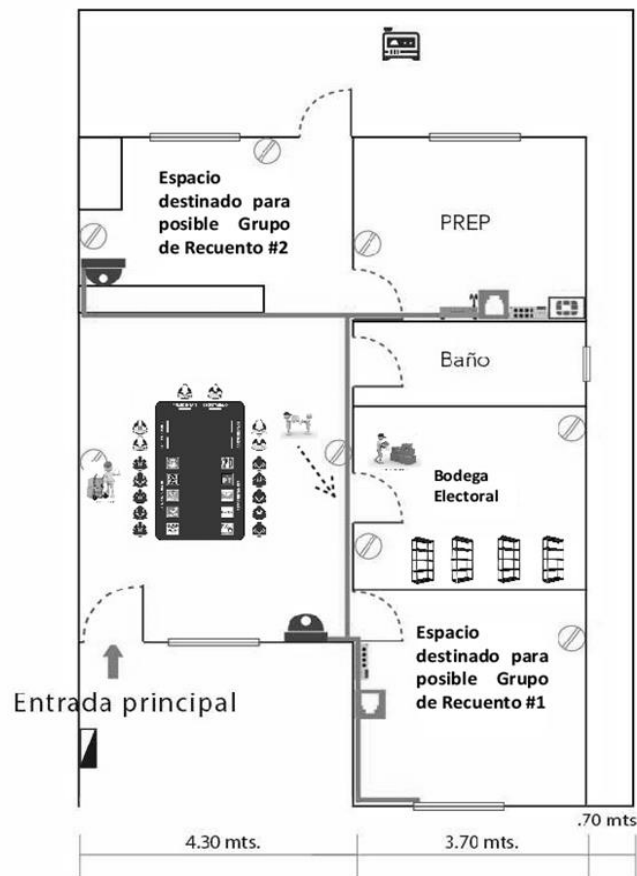 Espacio
destinado para
posible Grupo
de Recuento #2
PREP
Baño
Bodega
Electoral
Espacio
destinado para
posible Grupo
de Recuento #1
Entrada principal
4.30 mts.
3.70 mts.
.70 mts